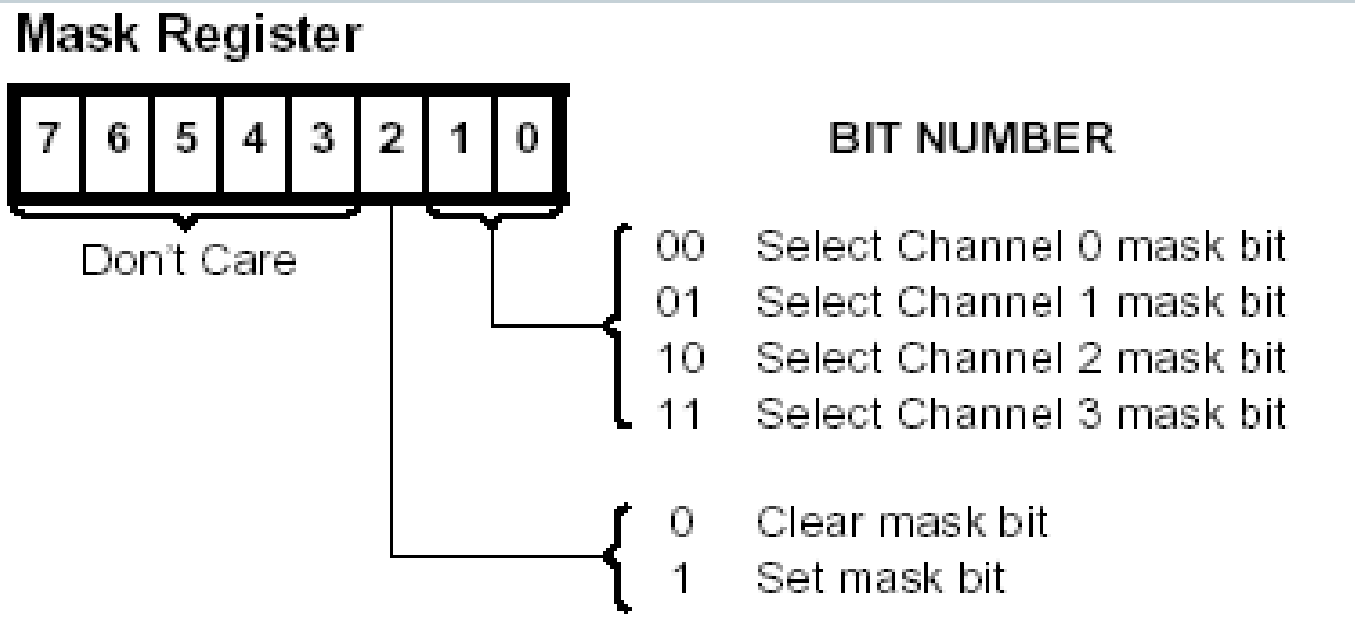 Mask Register
7 6 5 4 3 2 1 0
BIT NUMBER
Don't Care
00 Select Channel 0 mask bit
01 Select Channel 1 mask bit
10 Select Channel 2 mask bit
11 Select Channel 3 mask bit
0 Clear mask bit
1 Set mask bit